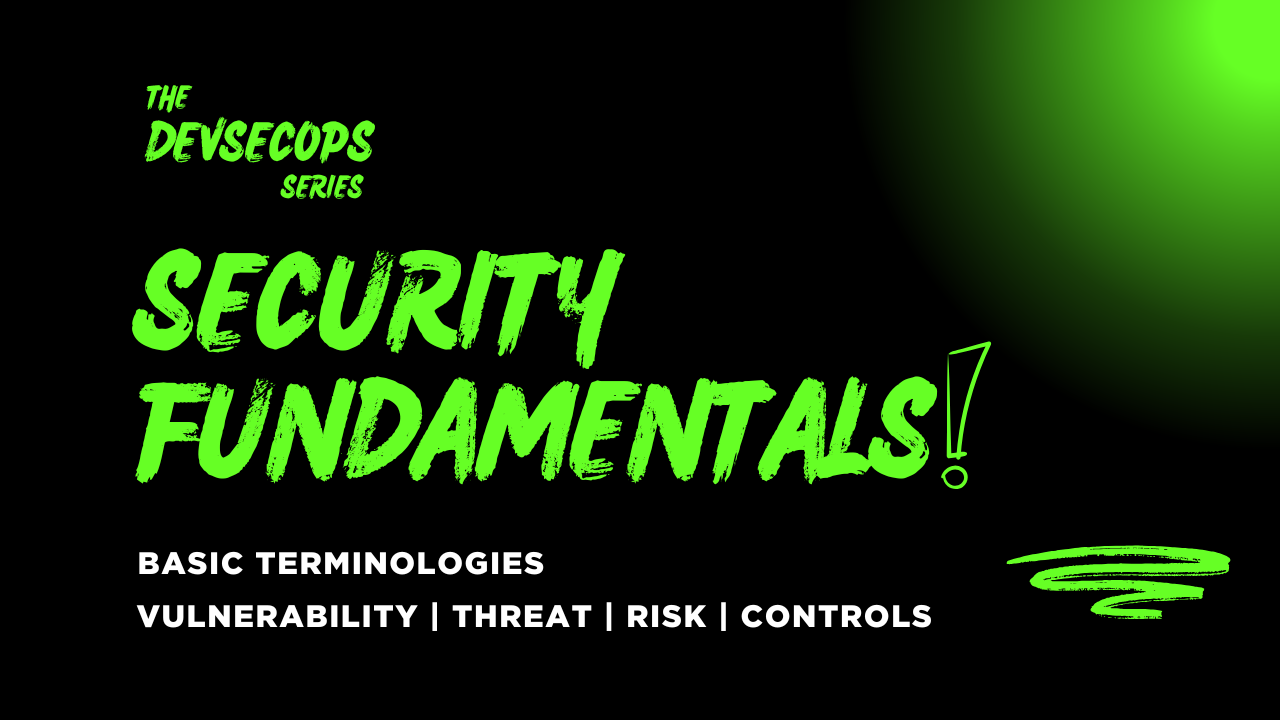 THE
DEVSECOPS
SERIES
SECURITY
FUNDAMENTALS!
BASIC TERMINOLOGIES
VULNERABILITY | THREAT | RISK | CONTROLS